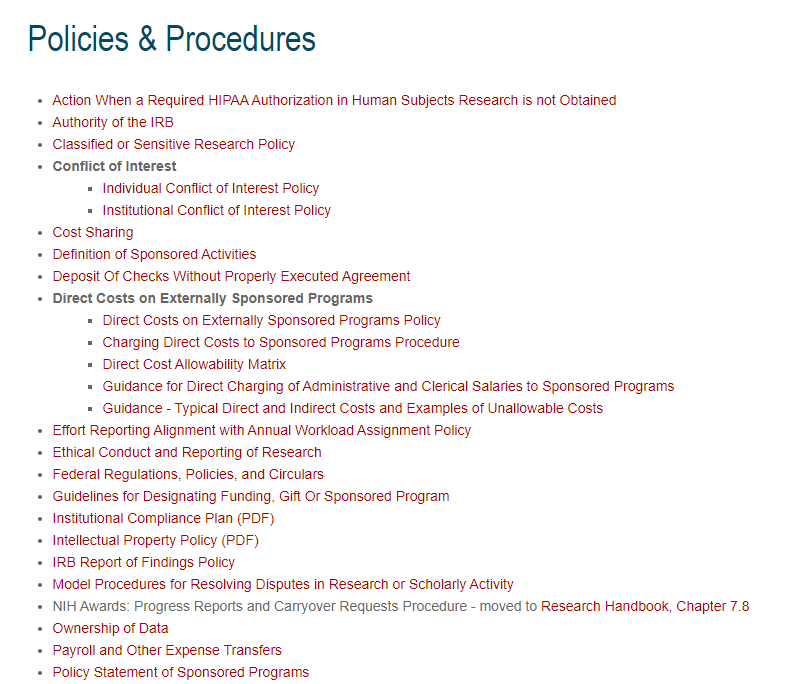 Policies & Procedures
Action When a Required HIPAA Authorization in Human Subjects Research is not Obtained
Authority of the IRB
Classified or Sensitive Research Policy
Conflict of Interest
Individual Conflict of Interest Policy
Institutional Conflict of Interest Policy
Cost Sharing
Definition of Sponsored Activities
Deposit Of Checks Without Properly Executed Agreement
Direct Costs on Externally Sponsored Programs
Direct Costs on Externally Sponsored Programs Policy
Charging Direct Costs to Sponsored Programs Procedure
Direct Cost Allowability Matrix
Guidance for Direct Charging of Administrative and Clerical Salaries to Sponsored Programs
Guidance - Typical Direct and Indirect Costs and Examples of Unallowable Costs
Effort Reporting Alignment with Annual Workload Assignment Policy
Ethical Conduct and Reporting of Research
Federal Regulations, Policies, and Circulars
Guidelines for Designating Funding, Gift Or Sponsored Program
Institutional Compliance Plan (PDF)
Intellectual Property Policy (PDF)
IRB Report of Findings Policy
Model Procedures for Resolving Disputes in Research or Scholarly Activity
NIH Awards: Progress Reports and Carryover Requests Procedure - moved to Research Handbook, Chapter 7.8
Ownership of Data
Payroll and Other Expense Transfers
Policy Statement of Sponsored Programs